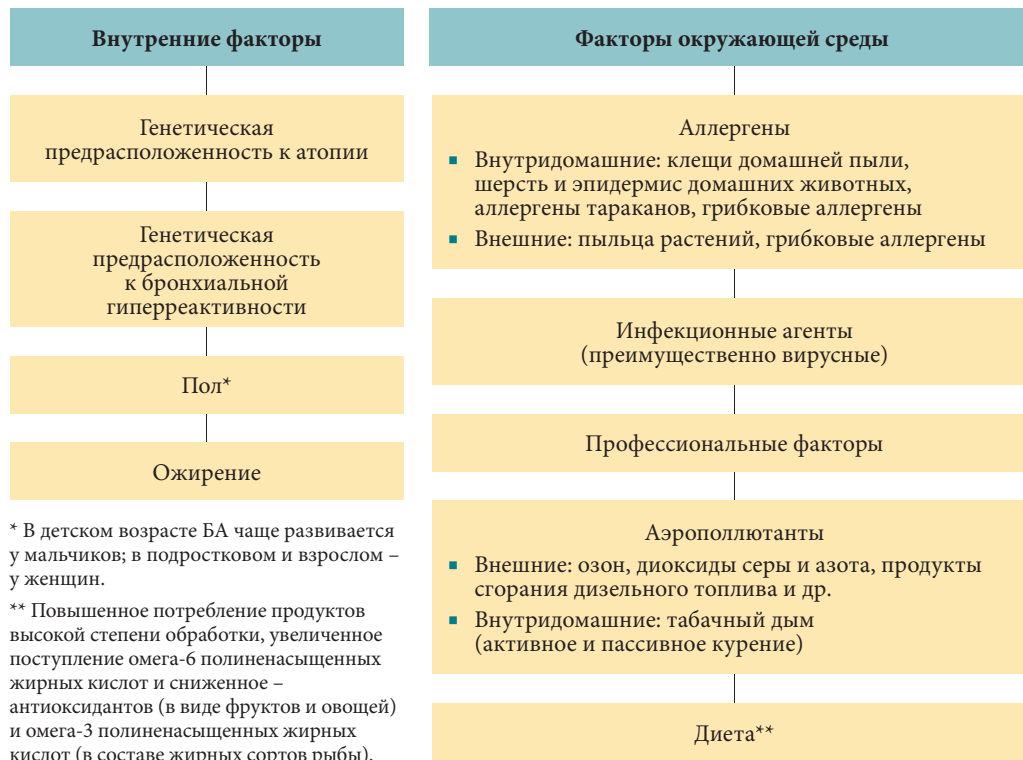 Внутренние факторы
Генетическая
предрасположенность к атопии
Генетическая
предрасположенность
к бронхиальной
гиперреактивности
Пол*
Ожирение
* В детском возрасте БА чаще развивается
у мальчиков; в подростковом и взрослом –
у женщин.
** Повышенное потребление продуктов
высокой степени обработки, увеличенное
поступление омега-6 полиненасыщенных
жирных кислот и сниженное –
антиоксидантов (в виде фруктов и овощей)
и омега-3 полиненасыщенных жирных
кислот (в составе жирных сортов рыбы).
Факторы окружающей среды
Аллергены
▪ Внутридомашние: клещи домашней пыли,
шерсть и эпидермис домашних животных,
аллергены тараканов, грибковые аллергены
▪ Внешние: пыльца растений, грибковые аллергены
Инфекционные агенты
(преимущественно вирусные)
Профессиональные факторы
Аэрополлютанты
▪ Внешние: озон, диоксиды серы и азота, продукты
сгорания дизельного топлива и др.
▪ Внутридомашние: табачный дым
(активное и пассивное курение)
Диета**